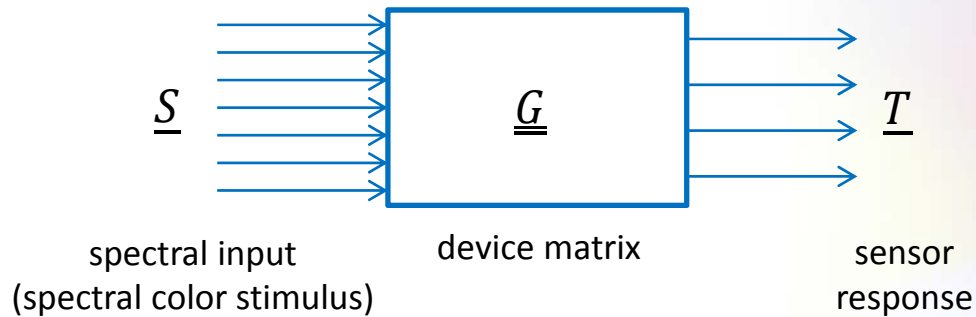 S
G
T
spectral input
(spectral color stimulus)
device matrix
sensor
response